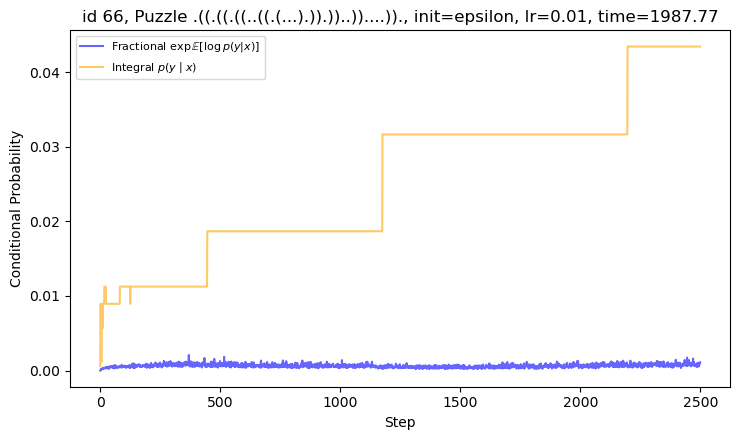 id 66, Puzzle .((.((.((..((.(...).)).))..))....))., init=epsilon, lr=0.01, time=1987.77
Fractional exp𝔼[log p(y|x)]
Integral p(y | x)
Conditional Probability
0.04
0.03
0.02
0.01
0.00
0 500 1000 1500 2000 2500
Step